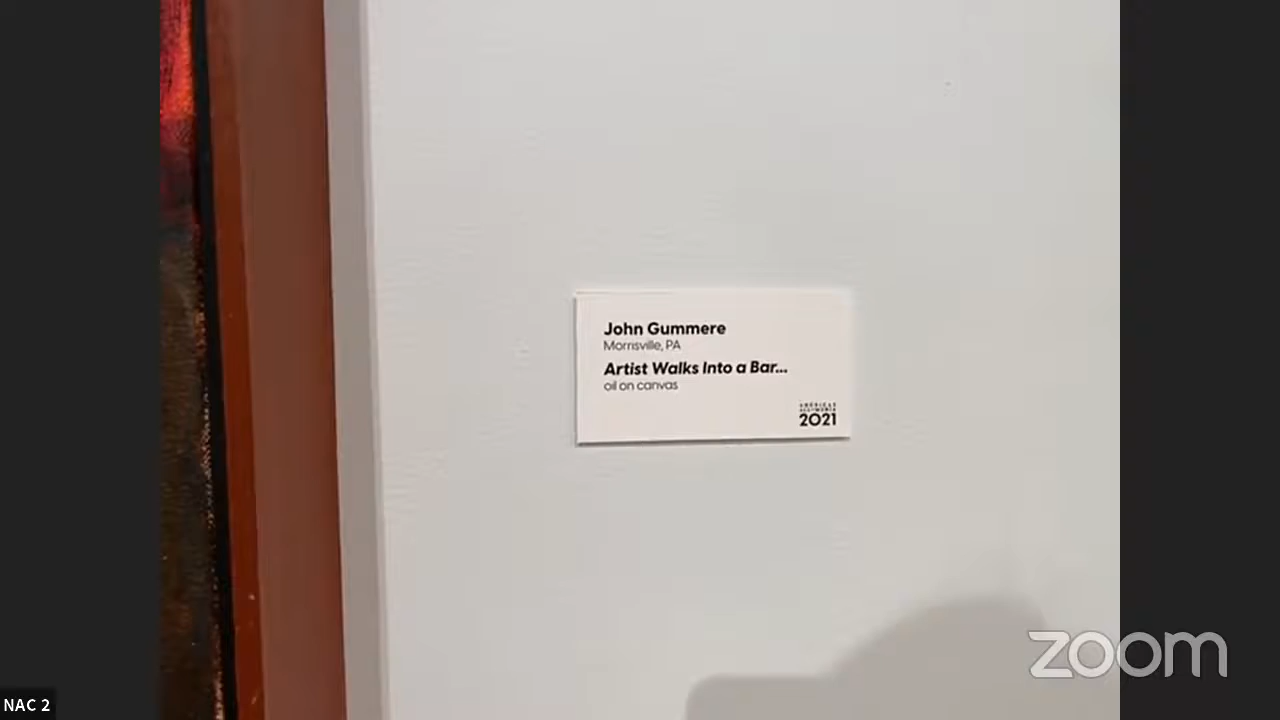 John Gummere
Morrisville, PA
Artist Walks Into a Bar...
oil on canvas
2021
zoom
NAC 2